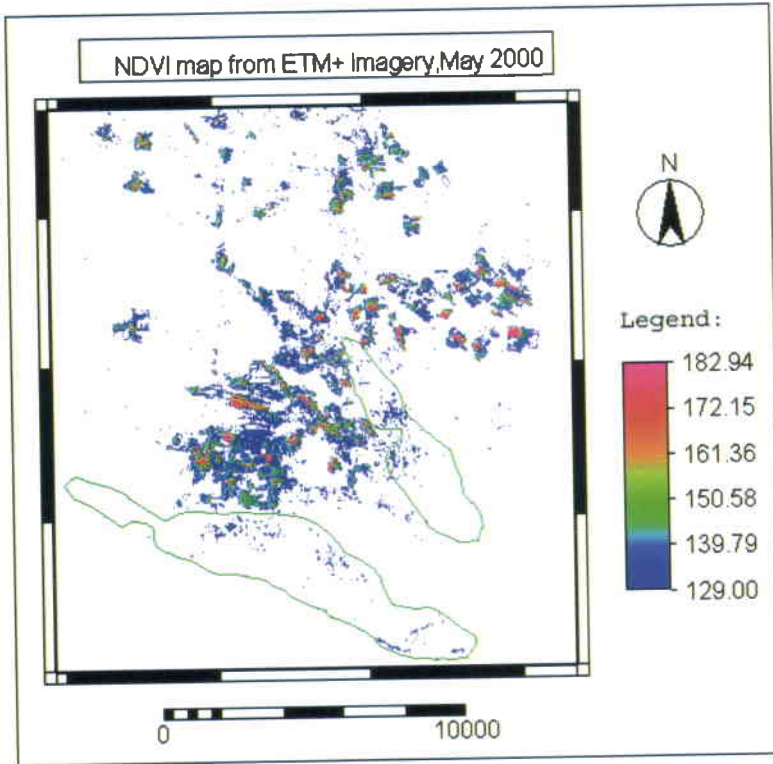 NDVI map from ETM+ Imagery,May 2000
N
Legend:
182.94
172.15
161.36
150.58
139.79
129.00
0 10000